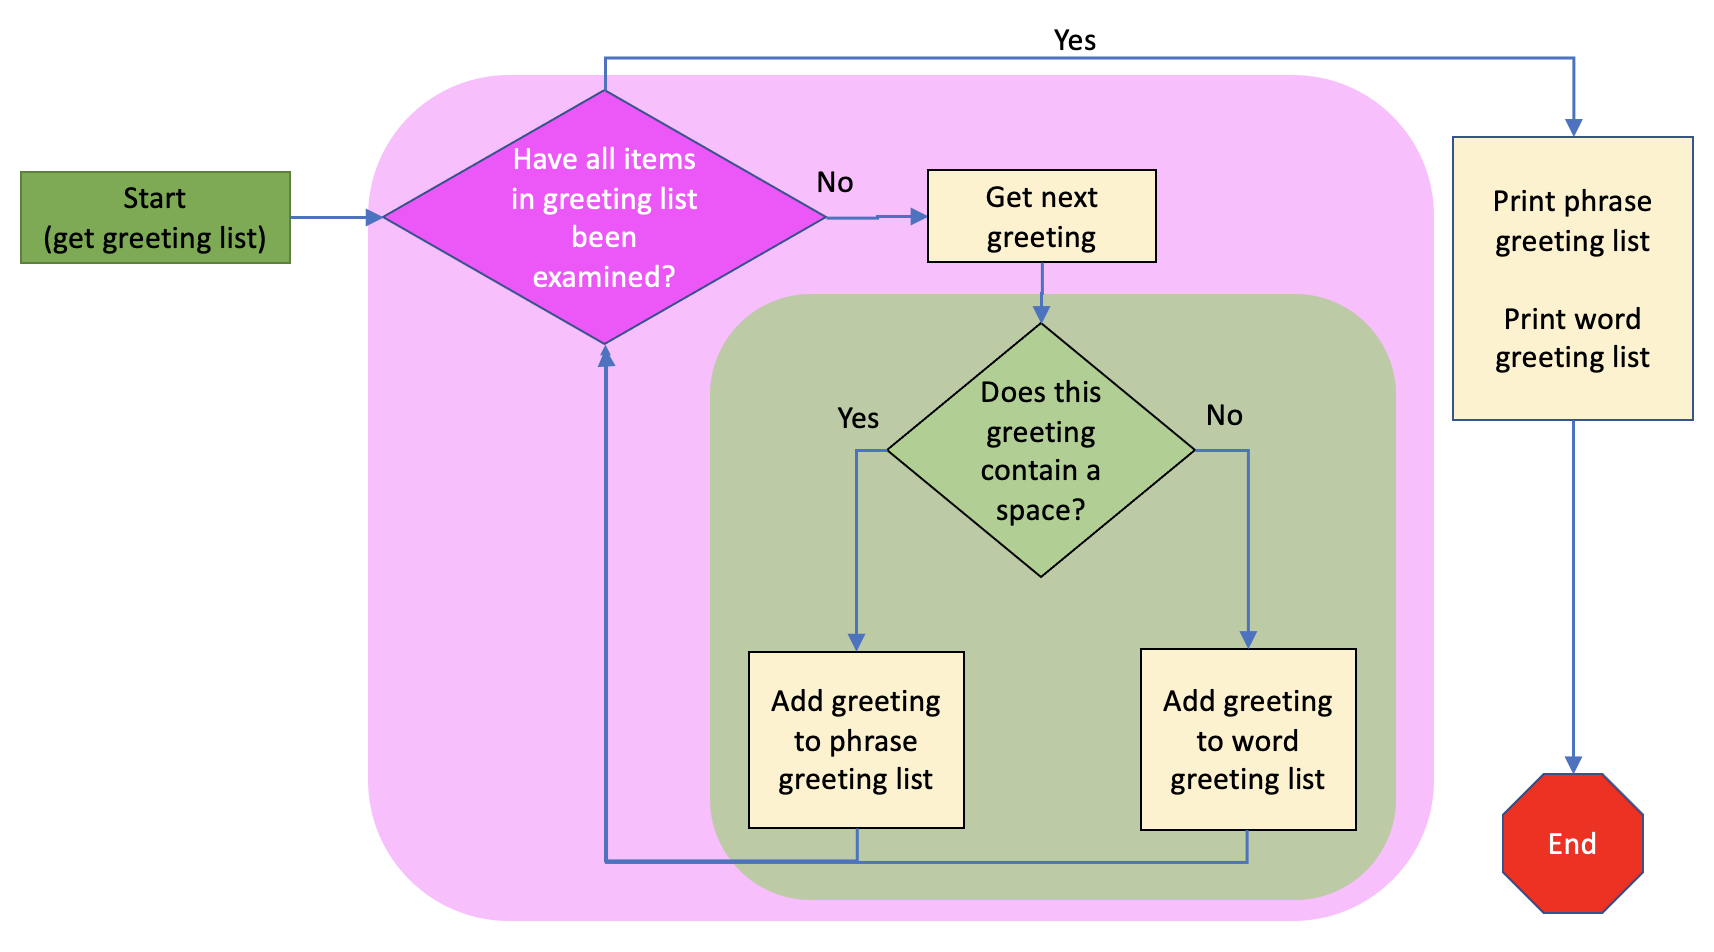 Yes
Start
(get greeting list)
Have all items
in greeting list
been
examined?
No
Get next
greeting
Print phrase
greeting list
Print word
greeting list
Does this
greeting
contain a
space?
Yes
No
Add greeting
to phrase
greeting list
Add greeting
to word
greeting list
End